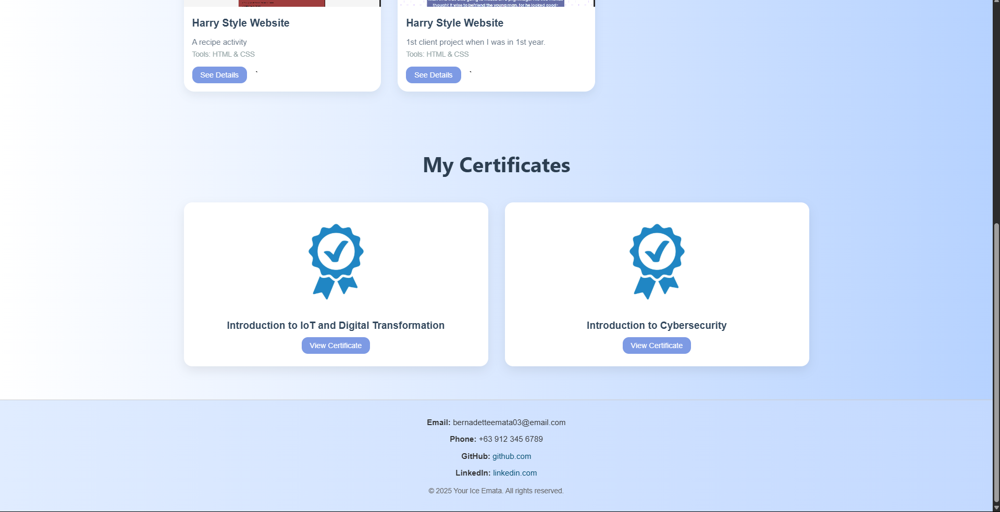 thought it wise to befriend the young man, for he looked good-
Harry Style Website
A recipe activity
Tools: HTML & CSS
See Details `
Harry Style Website
1st client project when I was in 1st year.
Tools: HTML & CSS
See Details `
My Certificates
Introduction to IoT and Digital Transformation
View Certificate
Introduction to Cybersecurity
View Certificate
Email: bernadetteemata03@email.com
Phone: +63 912 345 6789
GitHub: github.com
LinkedIn: linkedin.com
© 2025 Your Ice Emata. All rights reserved.